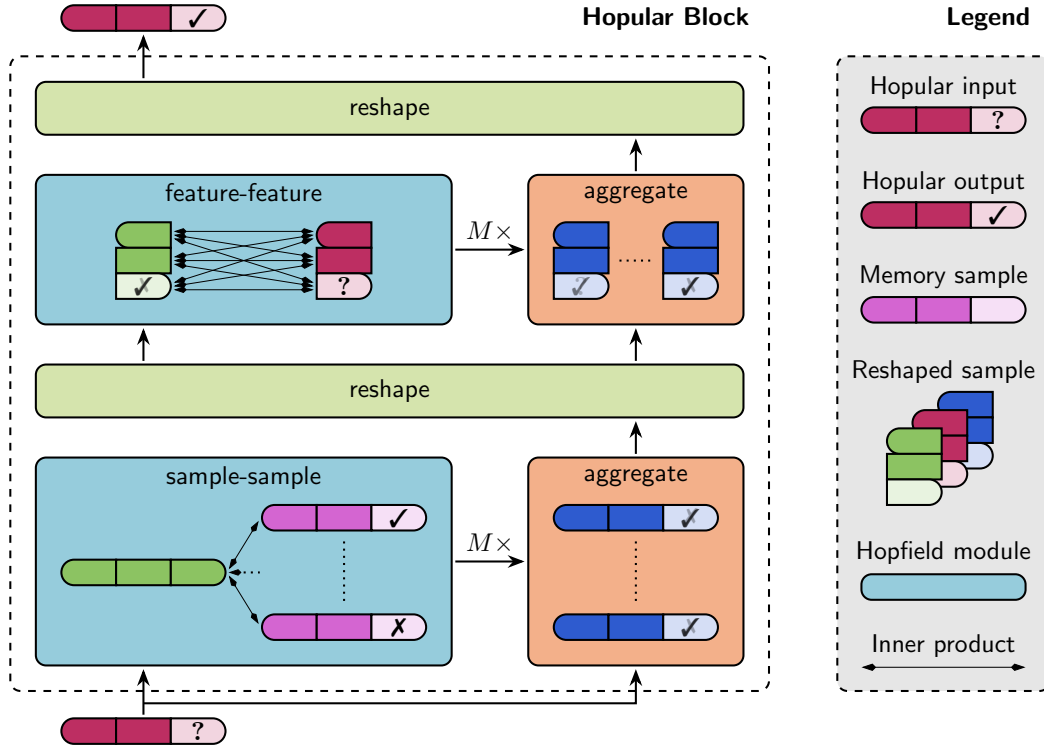 Hopular Block
✓
reshape
feature-feature
✗
?
M×
aggregate
✓
✓
reshape
sample-sample
✓
✗
M×
aggregate
✓
✓
?
Legend
Hopular input
?
Hopular output
✓
Memory sample
Reshaped sample
Hopfield module
Inner product